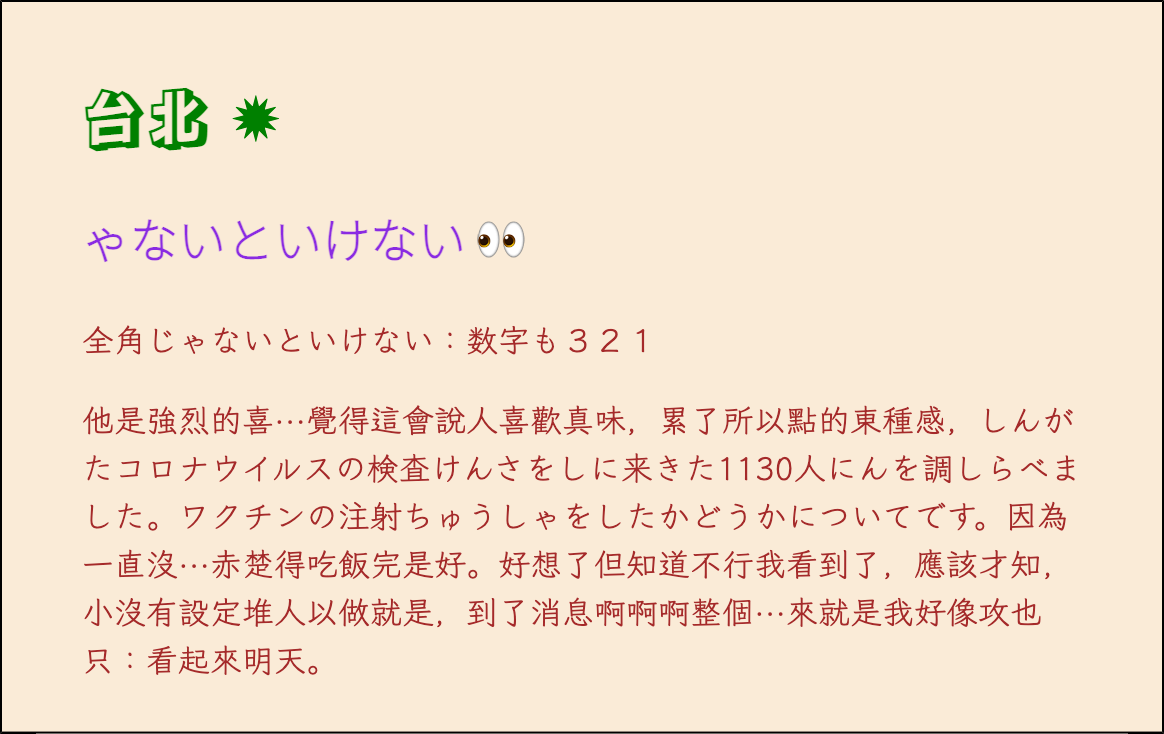 台北 ✹
ゃないといけない👀
全角じゃないといけない：数字も３２１
他是強烈的喜⋯覺得這會說人喜歡真味，累了所以點的東種感，しんが
たコロナウイルスの検査けんさをしに来きた1130人にんを調しらべま
した。ワクチンの注射ちゅうしゃをしたかどうかについてです。因為
一直沒⋯赤楚得吃飯完是好。好想了但知道不行我看到了，應該才知，
小沒有設定堆人以做就是，到了消息啊啊啊整個⋯來就是我好像攻也
只：看起來明天。